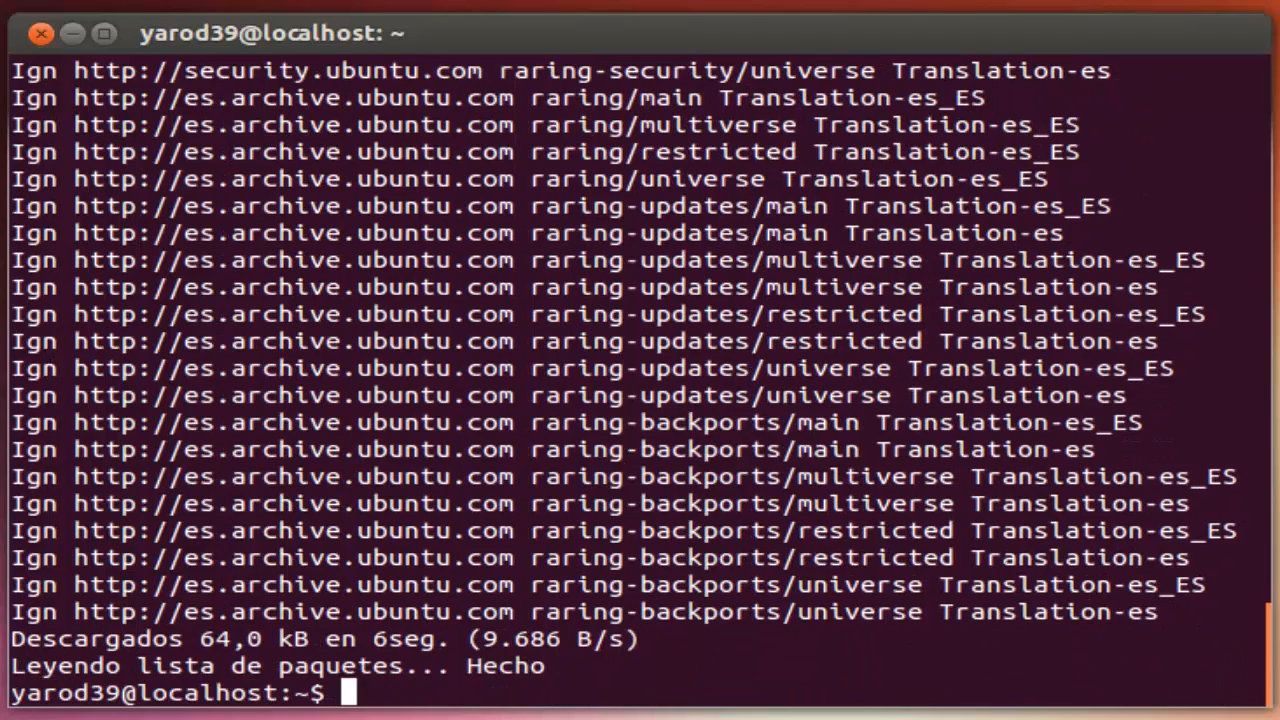 yarod39@localhost: ~
Ign http://security.ubuntu.com raring-security/universe Translation-es
Ign http://es.archive.ubuntu.com raring/main Translation-es_ES
Ign http://es.archive.ubuntu.com raring/multiverse Translation-es_ES
Ign http://es.archive.ubuntu.com raring/restricted Translation-es_ES
Ign http://es.archive.ubuntu.com raring/universe Translation-es_ES
Ign http://es.archive.ubuntu.com raring-updates/main Translation-es_ES
Ign http://es.archive.ubuntu.com raring-updates/main Translation-es
Ign http://es.archive.ubuntu.com raring-updates/multiverse Translation-es_ES
Ign http://es.archive.ubuntu.com raring-updates/multiverse Translation-es
Ign http://es.archive.ubuntu.com raring-updates/restricted Translation-es_ES
Ign http://es.archive.ubuntu.com raring-updates/restricted Translation-es
Ign http://es.archive.ubuntu.com raring-updates/universe Translation-es_ES
Ign http://es.archive.ubuntu.com raring-updates/universe Translation-es
Ign http://es.archive.ubuntu.com raring-backports/main Translation-es_ES
Ign http://es.archive.ubuntu.com raring-backports/main Translation-es
Ign http://es.archive.ubuntu.com raring-backports/multiverse Translation-es_ES
Ign http://es.archive.ubuntu.com raring-backports/multiverse Translation-es
Ign http://es.archive.ubuntu.com raring-backports/restricted Translation-es_ES
Ign http://es.archive.ubuntu.com raring-backports/restricted Translation-es
Ign http://es.archive.ubuntu.com raring-backports/universe Translation-es_ES
Ign http://es.archive.ubuntu.com raring-backports/universe Translation-es
Descargados 64,0 kB en 6seg. (9.686 B/s)
Leyendo lista de paquetes... Hecho
yarod39@localhost:~$